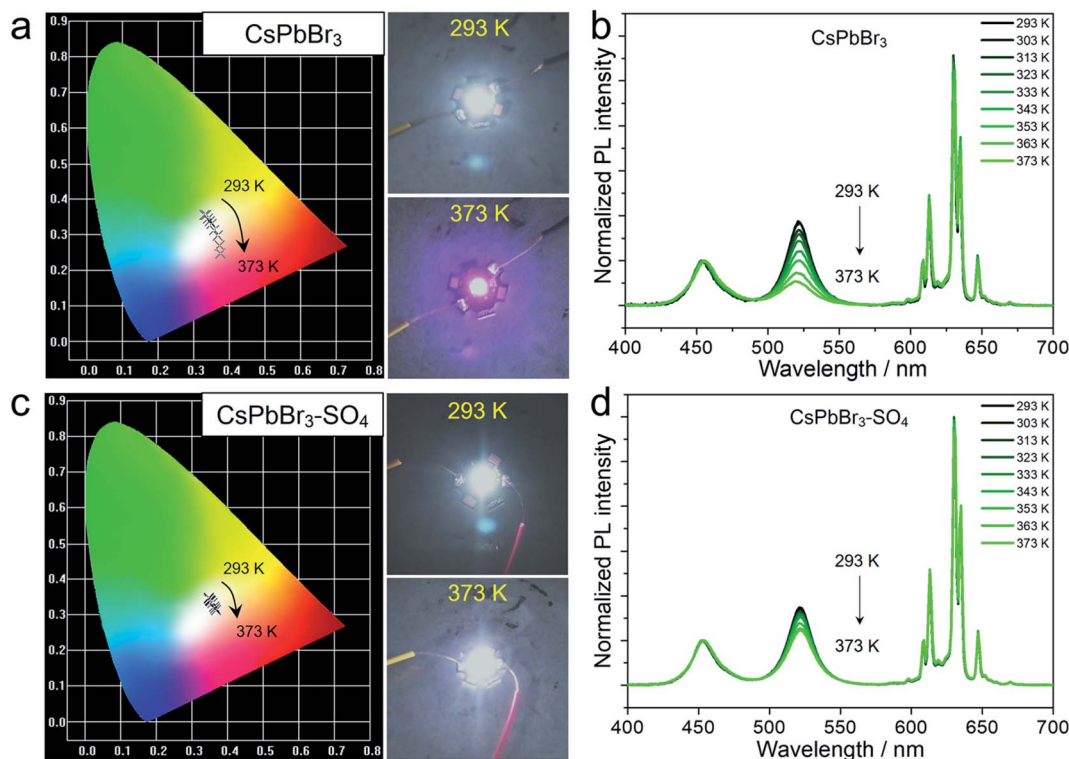 a
CsPbBr₃
0.9
0.8
0.7
0.6
0.5
0.4
0.3
0.2
0.1
0.0
0.0 0.1 0.2 0.3 0.4 0.5 0.6 0.7 0.8
293 K
373 K
293 K
373 K
b
CsPbBr₃
Normalized PL intensity
293 K
303 K
313 K
323 K
333 K
343 K
353 K
363 K
373 K
293 K
373 K
400 450 500 550 600 650 700
Wavelength / nm
c
CsPbBr₃-SO₄
0.9
0.8
0.7
0.6
0.5
0.4
0.3
0.2
0.1
0.0
0.0 0.1 0.2 0.3 0.4 0.5 0.6 0.7 0.8
293 K
373 K
293 K
373 K
d
CsPbBr₃-SO₄
Normalized PL intensity
293 K
303 K
313 K
323 K
333 K
343 K
353 K
363 K
373 K
293 K
373 K
400 450 500 550 600 650 700
Wavelength / nm